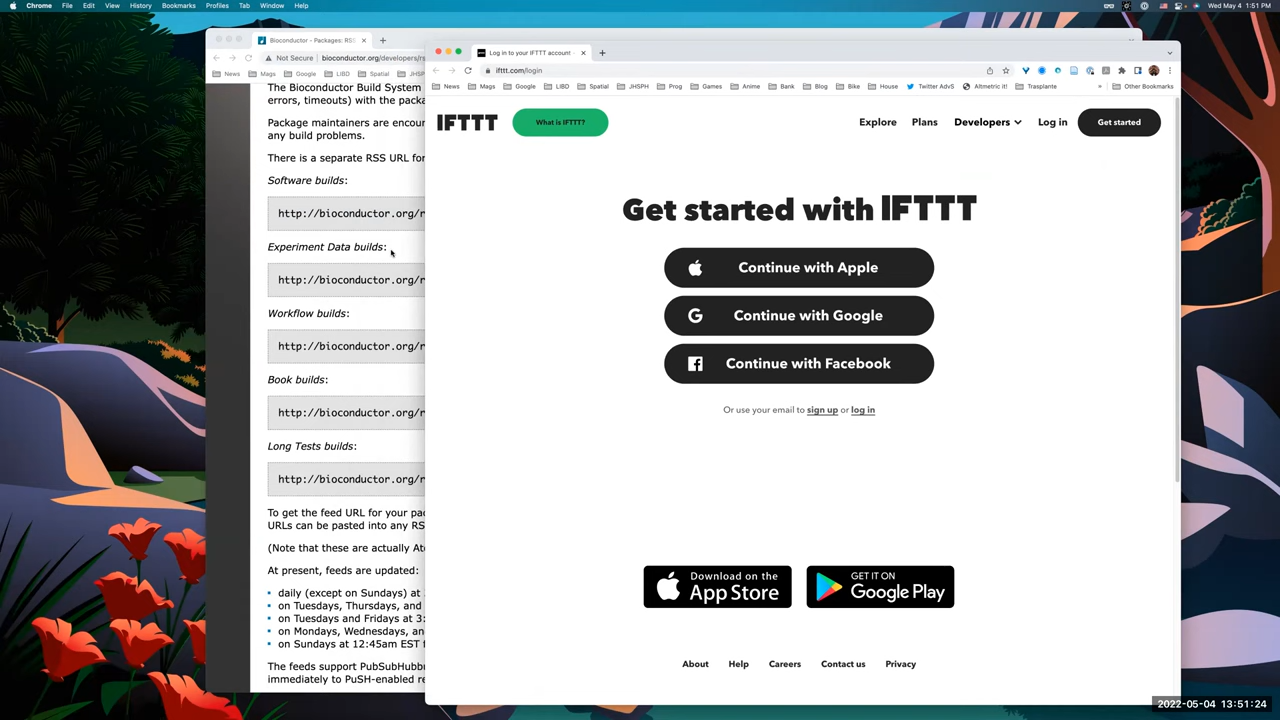 Chrome File Edit View History Bookmarks Profiles Tab Window Help
Wed May 4 1:51 PM
Bioconductor - Packages: RSS
Not Secure bioconductor.org/developers/rs
News Mags Google LIBD Spatial JHSP
The Bioconductor Build System
errors, timeouts) with the packa
Package maintainers are encour
any build problems.
There is a separate RSS URL for
Software builds:
http://bioconductor.org/r
Experiment Data builds:
http://bioconductor.org/r
Workflow builds:
http://bioconductor.org/r
Book builds:
http://bioconductor.org/r
Long Tests builds:
http://bioconductor.org/r
To get the feed URL for your pac
URLs can be pasted into any RS
(Note that these are actually Ato
At present, feeds are updated:
daily (except on Sundays) at
on Tuesdays, Thursdays, and
on Tuesdays and Fridays at 3:
on Mondays, Wednesdays, an
on Sundays at 12:45am EST f
The feeds support PubSubHubb
immediately to PuSH-enabled re
Log in to your IFTTT account
ifttt.com/login
News Mags Google LIBD Spatial JHSPH Prog Games Anime Bank Blog Bike House Twitter AdvS Altmetric it! Trasplante » Other Bookmarks
IFTTT What is IFTTT? Explore Plans Developers Log in Get started
Get started with IFTTT
Continue with Apple
Continue with Google
Continue with Facebook
Or use your email to sign up or log in
Download on the
App Store
GET IT ON
Google Play
About Help Careers Contact us Privacy
2022-05-04 13:51:24